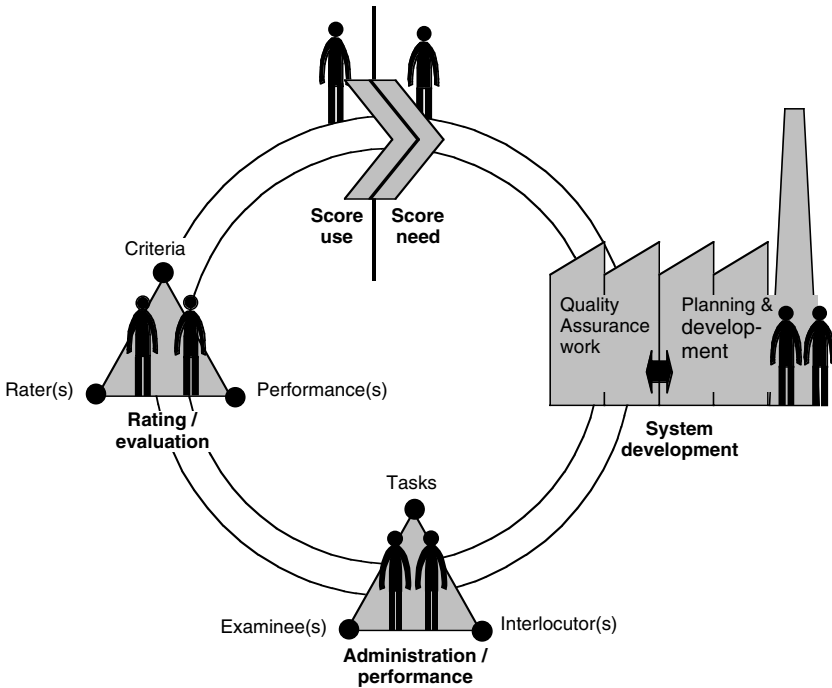 Score
use
Score
need
Criteria
Quality
Assurance
work
Planning &
develop-
ment
Rater(s)
Performance(s)
Rating /
evaluation
System
development
Tasks
Examinee(s)
Interlocutor(s)
Administration /
performance